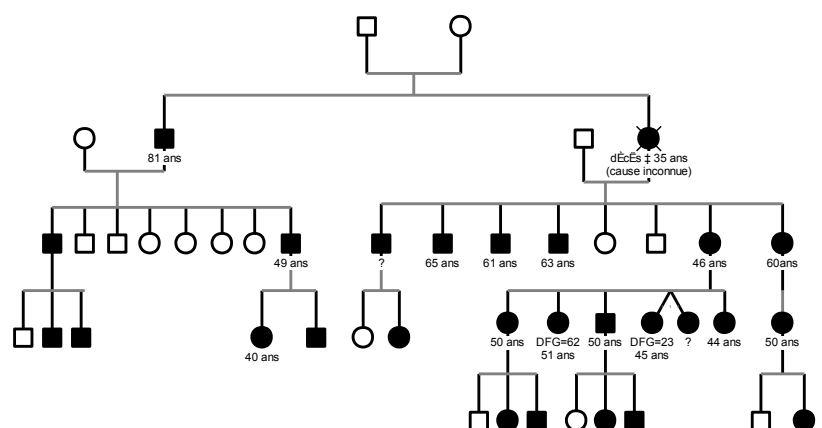 81 ans
dÈcËs ‡ 35 ans
(cause inconnue)
49 ans
?
65 ans
61 ans
63 ans
46 ans
60ans
40 ans
50 ans
DFG=62
51 ans
50 ans
DFG=23
45 ans
?
44 ans
50 ans